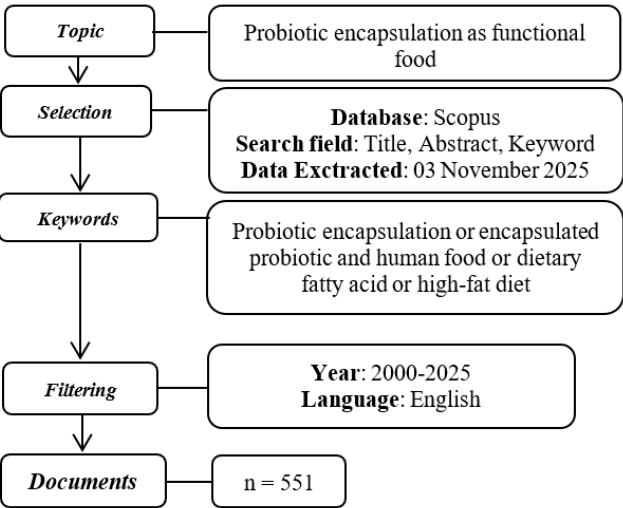 Topic
Probiotic encapsulation as functional
food
Selection
Database: Scopus
Search field: Title, Abstract, Keyword
Data Exctracted: 03 November 2025
Keywords
Probiotic encapsulation or encapsulated
probiotic and human food or dietary
fatty acid or high-fat diet
Filtering
Year: 2000-2025
Language: English
Documents
n = 551